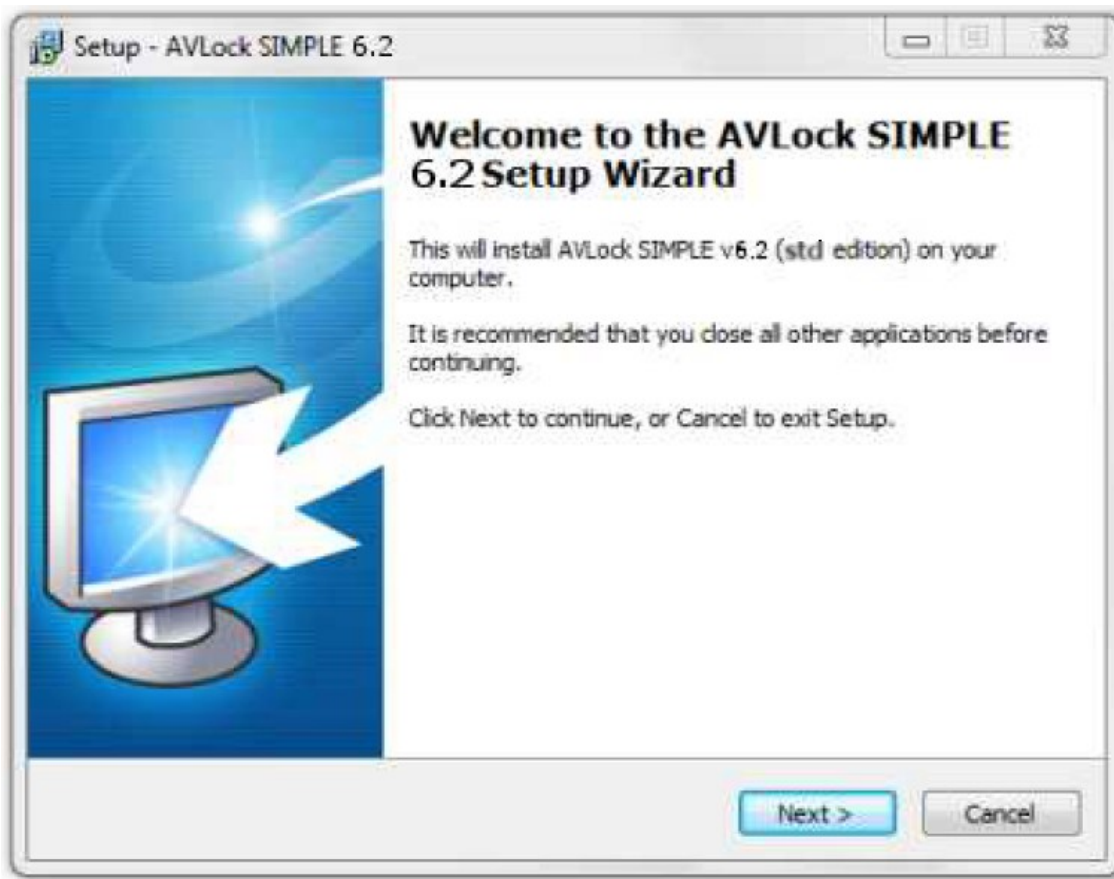 Setup - AVLock SIMPLE 6.2
Welcome to the AVLock SIMPLE
6.2 Setup Wizard
This will install AVLock SIMPLE v6.2 (std edition) on your
computer.
It is recommended that you close all other applications before
continuing.
Click Next to continue, or Cancel to exit Setup.
Next >
Cancel